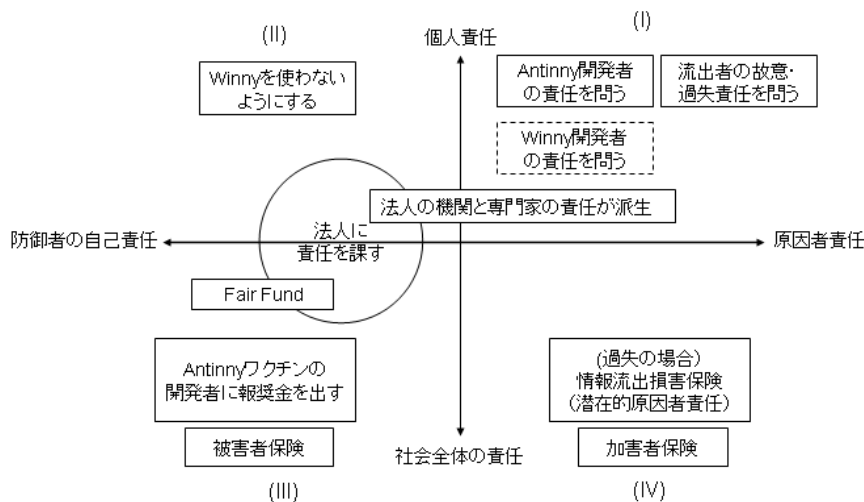 (I)
(II)
個人責任
Winnyを使わない
ようにする
Antinny開発者
の責任を問う
流出者の故意・
過失責任を問う
Winny開発者
の責任を問う
法人の機関と専門家の責任が派生
防御者の自己責任
法人に
責任を課す
原因者責任
Fair Fund
Antinnyワクチンの
開発者に報奨金を出す
(過失の場合)
情報流出損害保険
(潜在的原因者責任)
被害者保険
社会全体の責任
加害者保険
(III)
(IV)